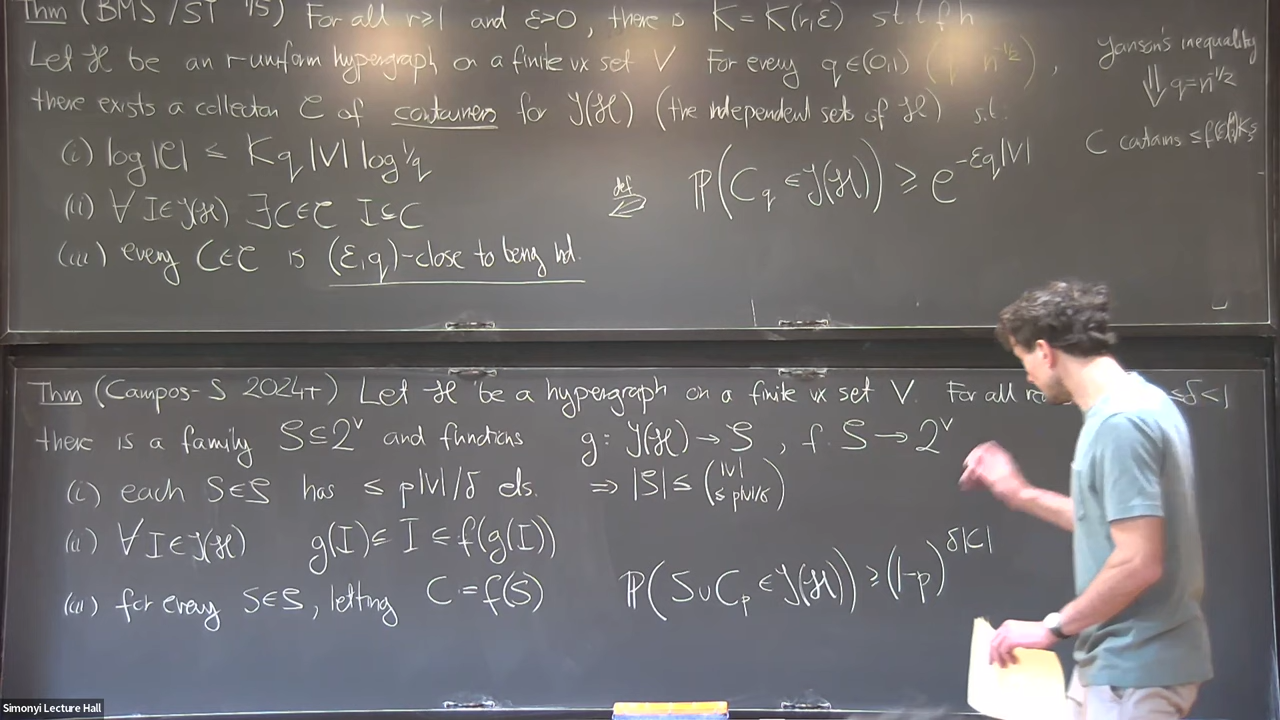 Thm (BMS/ST '15) For all r≥1 and ε>0, there is K = K(r,ε) s.t.t.f.h
Let ℋ be an r-uniform hypergraph on a finite vx set V For every q∈(0,1) (q n^{-1/2}),
there exists a collection 𝒞 of containers for ℐ(ℋ) (the independent sets of ℋ) s.t.
(i) log|𝒞| ≤ Kq|V| log 1/q
(ii) ∀ I∈ℐ(ℋ) ∃C∈𝒞 I⊆C
(iii) every C∈𝒞 is (ε,q)-close to being ind.
def ⇔ ℙ(C_q ∈ ℐ(ℋ)) ≥ e^{-εq|V|}
Janson's inequality
⇓ q=n^{-1/2}
C contains ≤
Thm (Campos-S 2024+) Let ℋ be a hypergraph on a finite vx set V. For all ≤δ<1
there is a family 𝒮⊆2^V and functions g: ℐ(ℋ)→𝒮, f: 𝒮→2^V
(i) each S∈𝒮 has ≤ p|V|/δ els. ⇒ |𝒮| ≤ (|V| ≤p|V|/δ)
(ii) ∀ I∈ℐ(ℋ) g(I)⊆ I ⊆ f(g(I))
(iii) for every S∈𝒮, letting C:=f(S) ℙ(S∪C_p ∈ ℐ(ℋ)) ≥ (1-p)^{δ|C|}
Simonyi Lecture Hall